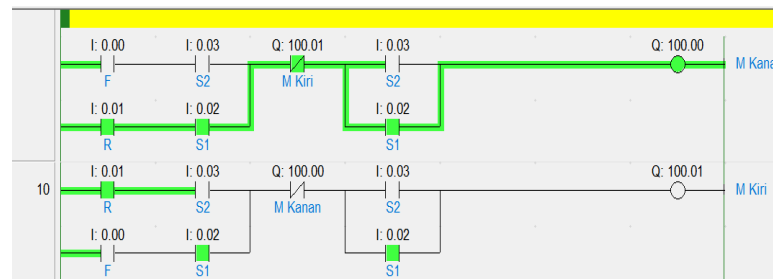 I: 0.00 I: 0.03 Q: 100.01 I: 0.03 Q: 100.00
F S2 M Kiri S2 M Kana
I: 0.01 I: 0.02 I: 0.02
R S1 S1
10 I: 0.01 I: 0.03 Q: 100.00 I: 0.03 Q: 100.01
R S2 M Kanan S2 M Kiri
I: 0.00 I: 0.02 I: 0.02
F S1 S1